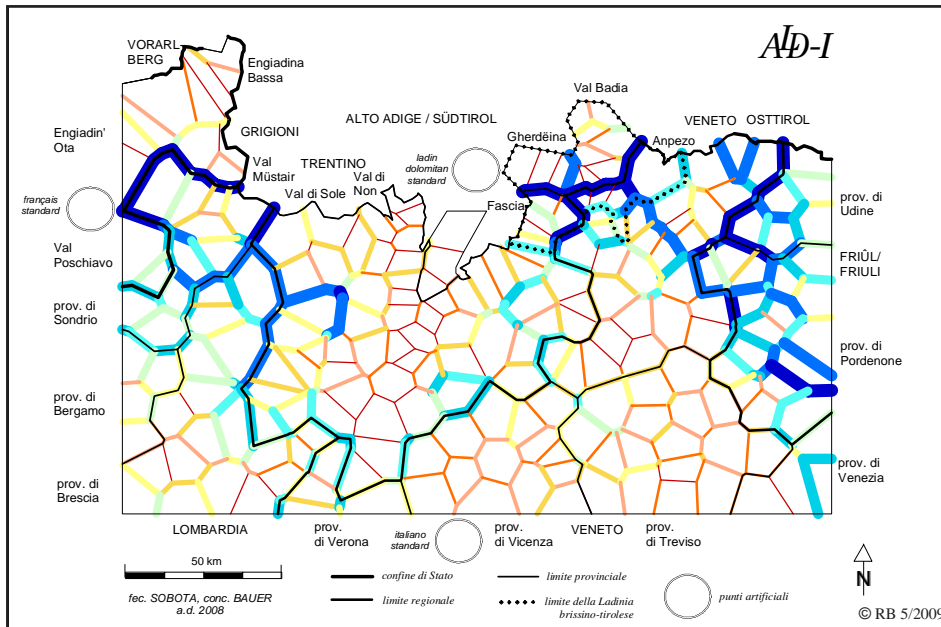 ALD-I
VORARL
BERG
Engiadina
Bassa
Engiadin'
Ota
GRIGIONI
Val
Müstair
TRENTINO
Val di Sole
Val di
Non
ALTO ADIGE / SÜDTIROL
ladin
dolomitan
standard
Gherdëina
Val Badia
Fascia
Anpezo
VENETO
OSTTIROL
français
standard
Val
Poschiavo
prov. di
Sondrio
prov. di
Bergamo
prov. di
Brescia
prov. di
Udine
FRIÛL/
FRIULI
prov. di
Pordenone
prov. di
Venezia
LOMBARDIA
prov.
di Verona
italiano
standard
prov.
di Vicenza
VENETO
prov.
di Treviso
50 km
fec. SOBOTA, conc. BAUER
a.d. 2008
confine di Stato
limite regionale
limite provinciale
limite della Ladinia
brissino-tirolese
punti artificiali
N
© RB 5/2009